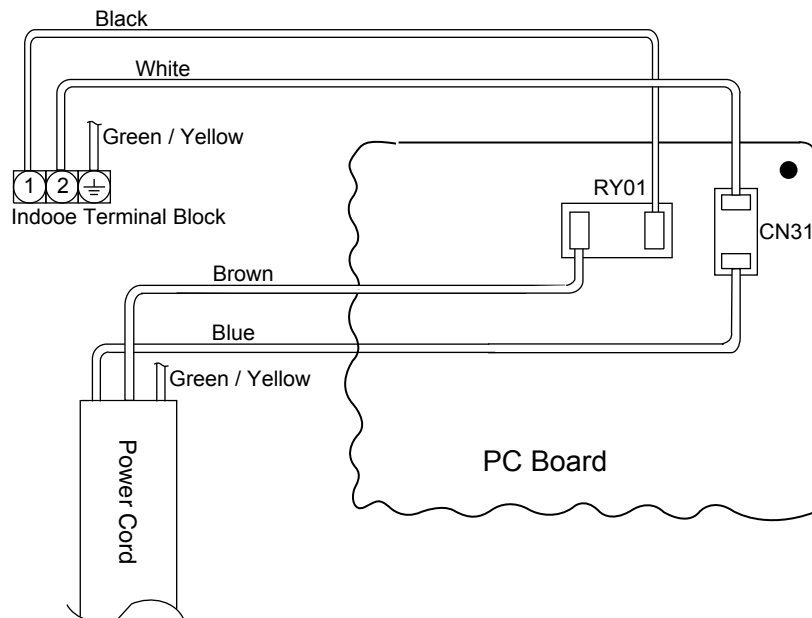 Black
White
Green / Yellow
1 2
Indooe Terminal Block
RY01
CN31
Brown
Blue
Green / Yellow
Power Cord
PC Board